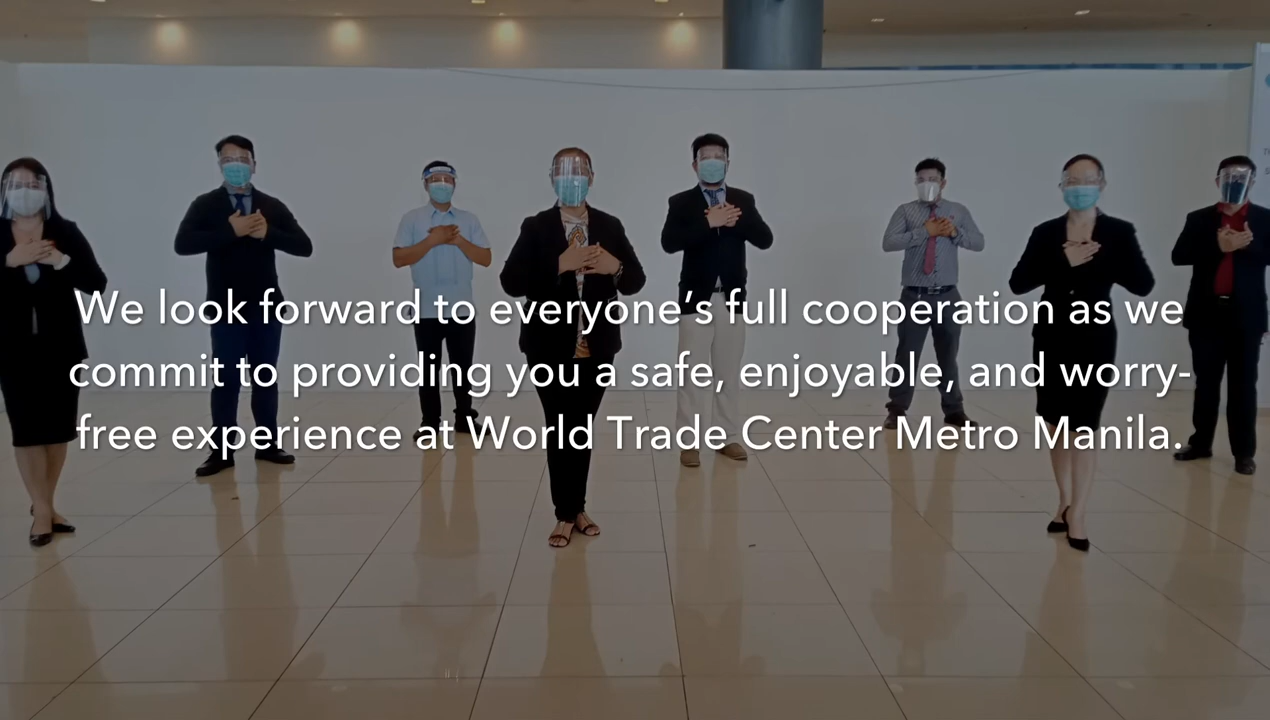 We look forward to everyone’s full cooperation as we
commit to providing you a safe, enjoyable, and worry-
free experience at World Trade Center Metro Manila.